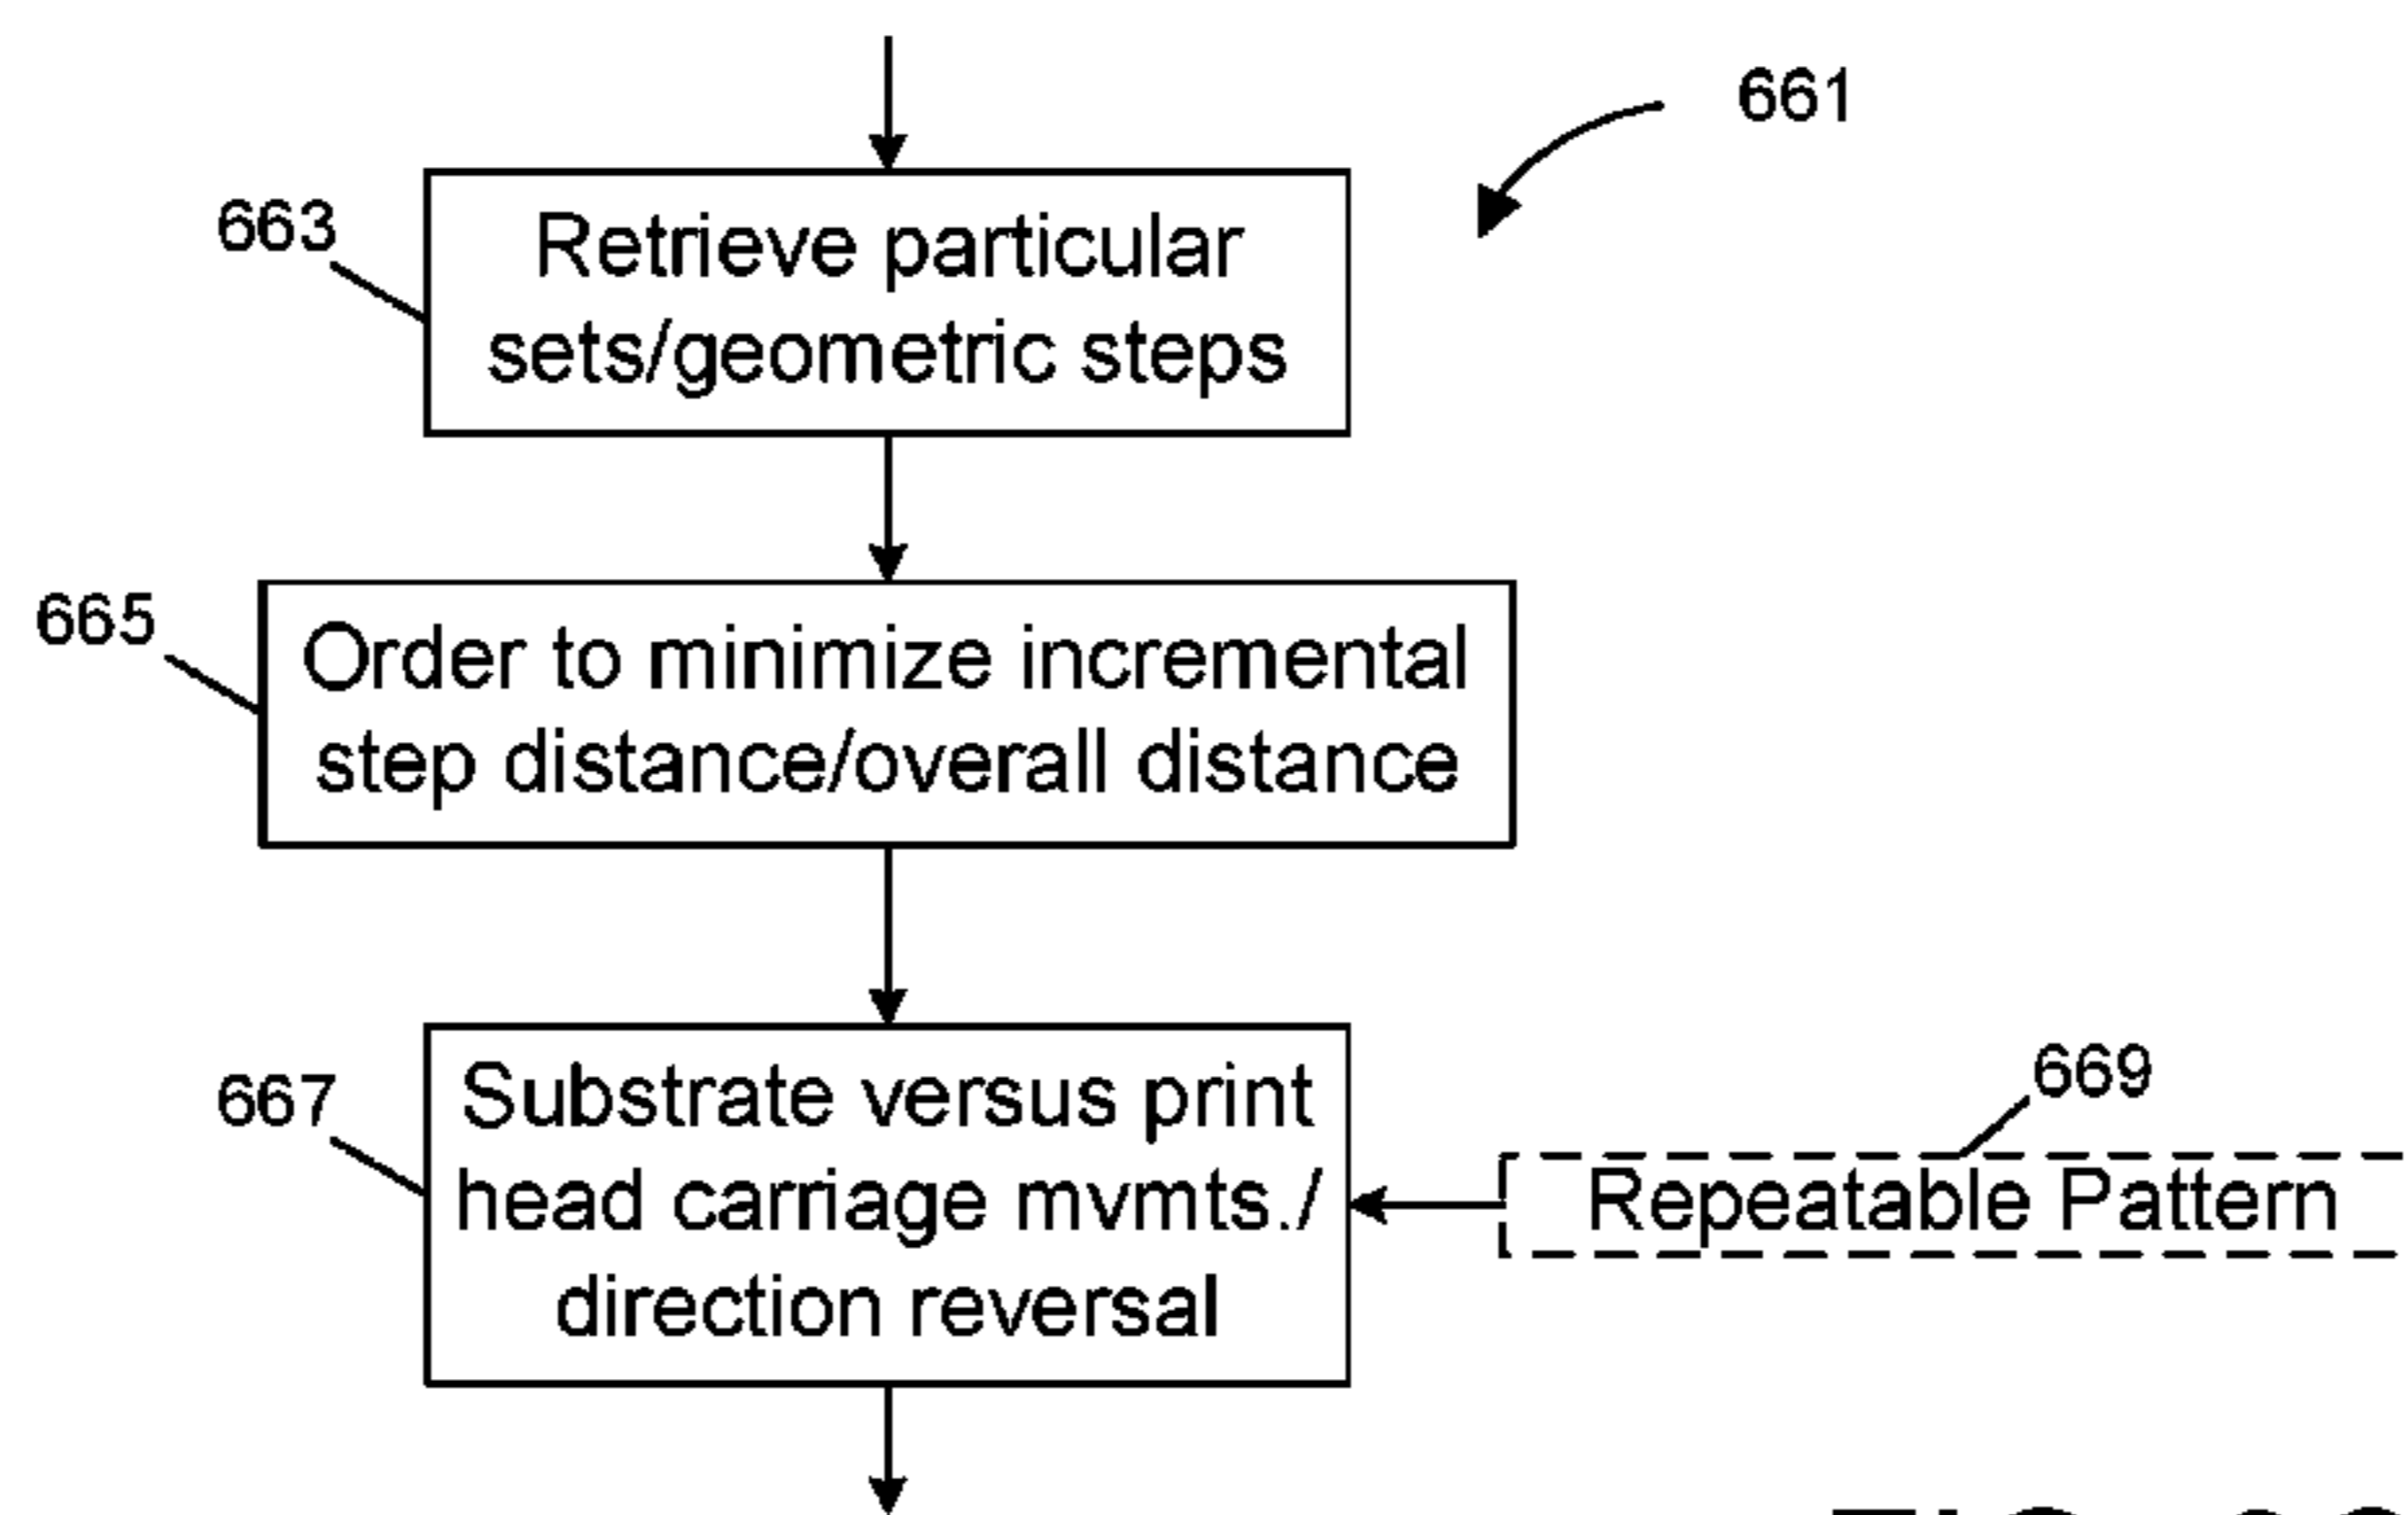 661
663
Retrieve particular
sets/geometric steps
665
Order to minimize incremental
step distance/overall distance
667
Substrate versus print
head carriage mvmts./
direction reversal
669
Repeatable Pattern